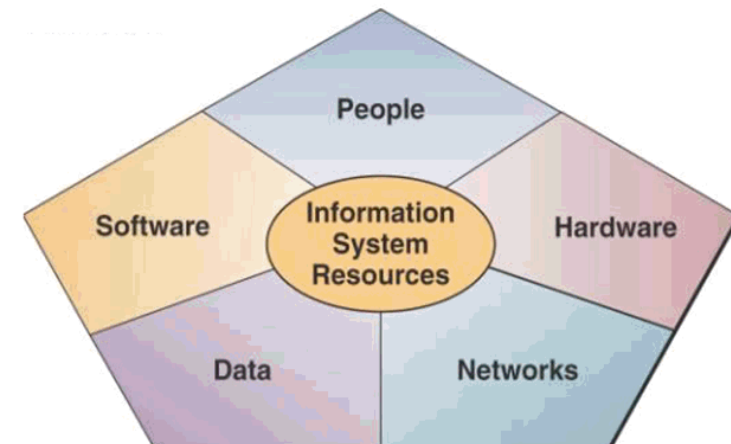 People
Software
Information
System
Resources
Hardware
Data
Networks